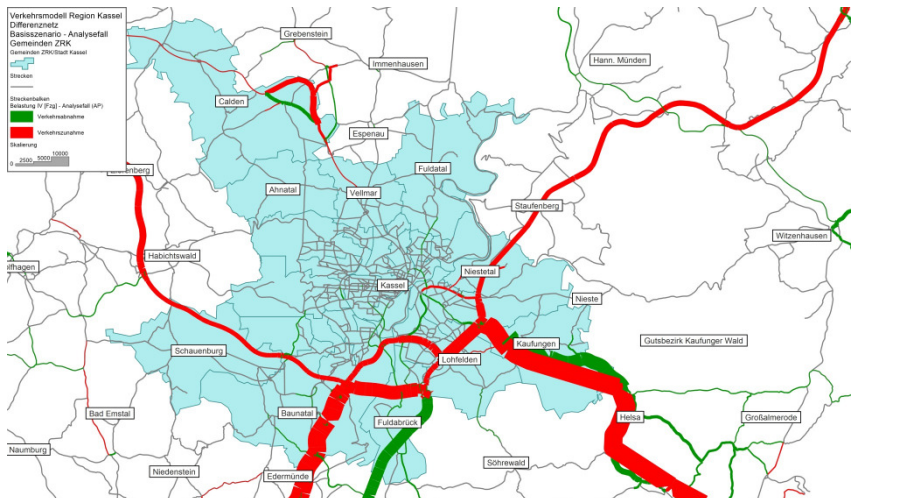 Verkehrsmodell Region Kassel
Differenznetz
Basisszenario - Analysefall
Gemeinden ZRK
Gemeinden ZRK/Stadt Kassel
Strecken
Streckenbalken
Belastung IV [Fzg] - Analysefall (AP)
Verkehrsabnahme
Verkehrszunahme
Skalierung
0 2500 5000 10000
Grebenstein
Immenhausen
Hann. Münden
Calden
Espenau
Fuldatal
Ahnatal
Vellmar
Staufenberg
Witzenhausen
Habichtswald
Niestetal
Kassel
Nieste
Gutsbezirk Kaufunger Wald
Kaufungen
Schauenburg
Lohfelden
Bad Emstal
Baunatal
Fuldabrück
Helsa
Großalmerode
Naumburg
Söhrewald
Niedenstein
Edermünde